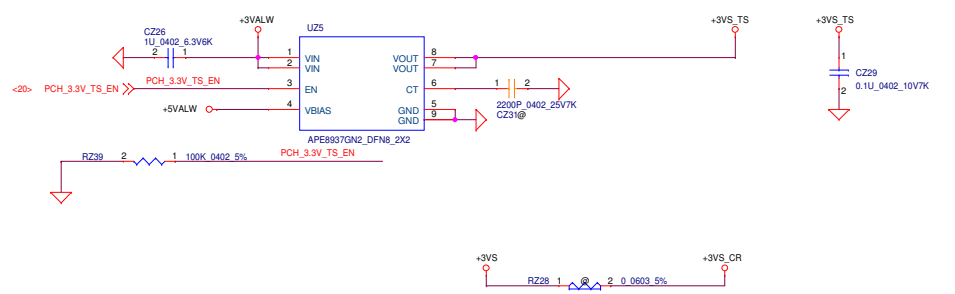 +3VALW
+3VS_TS
+3VS_TS
CZ26
1U_0402_6.3V6K
UZ5
2 1
1 VIN VOUT 8
2 VIN VOUT 7
<20> PCH_3.3V_TS_EN PCH_3.3V_TS_EN 3 EN CT 6 1 2
2200P_0402_25V7K
CZ31@
+5VALW 4 VBIAS GND 5
GND 9
APE8937GN2_DFN8_2X2
1
CZ29
0.1U_0402_10V7K
2
RZ39 2 1 100K_0402_5% PCH_3.3V_TS_EN
+3VS
+3VS_CR
RZ28 1 @ 2 0_0603_5%